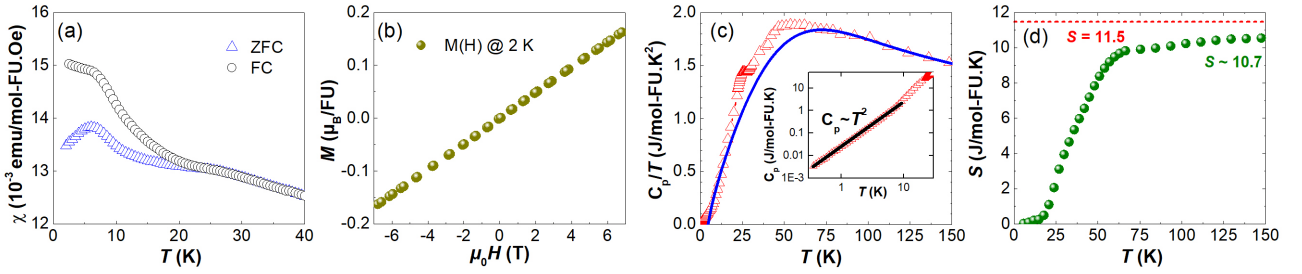 (a)
ZFC
FC
16
15
14
13
12
0 10 20 30 40
T (K)
χ (10⁻³ emu/mol-FU.Oe)
(b)
M(H) @ 2 K
0.2
0.1
0.0
-0.1
-0.2
-6 -4 -2 0 2 4 6
μ₀H (T)
M (μ_B/FU)
(c)
2.0
1.5
1.0
0.5
0.0
0 25 50 75 100 125 150
T (K)
C_p/T (J/mol-FU.K²)
C_p~T²
10
1
0.1
0.01
1E-3
1 10
T (K)
C_p (J/mol-FU.K)
(d)
S = 11.5
S ~ 10.7
12
10
8
6
4
2
0
0 25 50 75 100 125 150
T (K)
S (J/mol-FU.K)